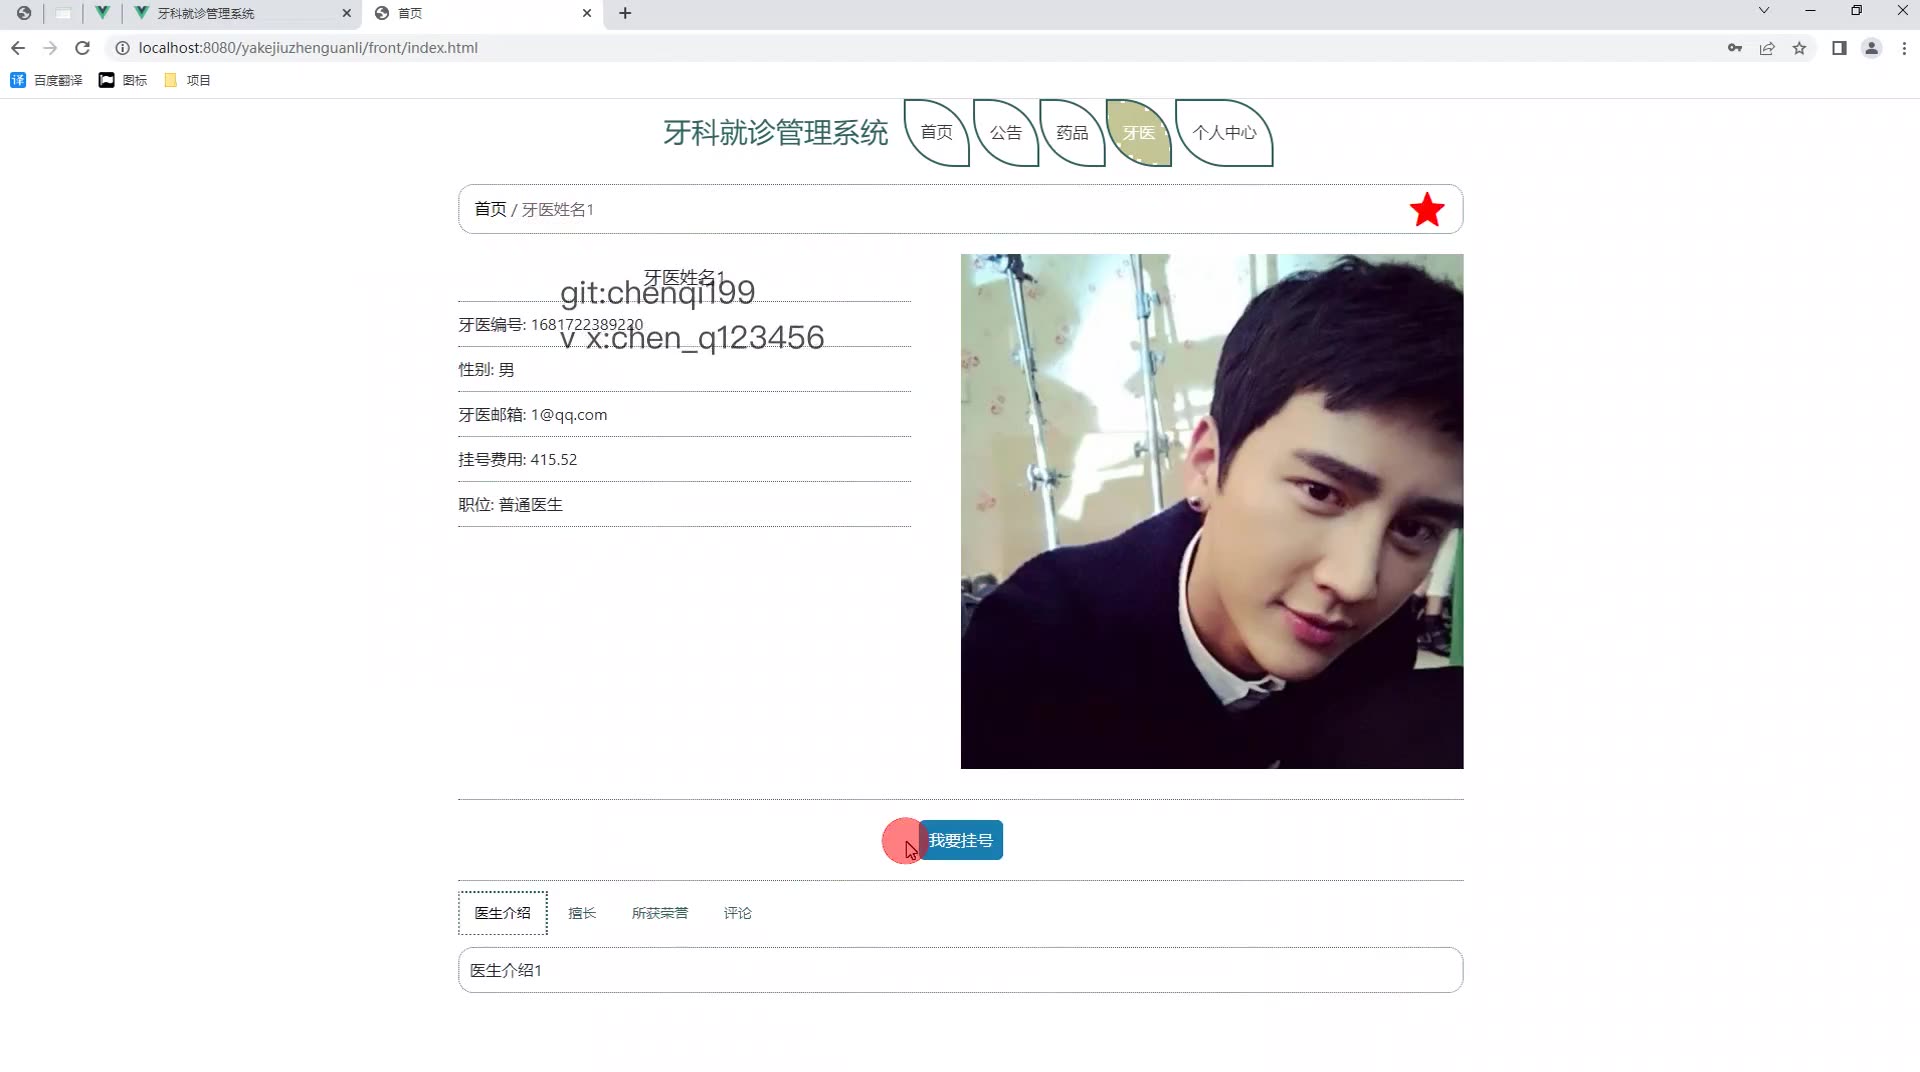 牙科就诊管理系统
首页
localhost:8080/yakejiuzhenguanli/front/index.html
百度翻译
图标
项目
牙科就诊管理系统
首页
公告
药品
牙医
个人中心
首页 / 牙医姓名1
牙医姓名1
git:chenqi199
牙医编号: 1681722389220
v x:chen_q123456
性别: 男
牙医邮箱: 1@qq.com
挂号费用: 415.52
职位: 普通医生
我要挂号
医生介绍
擅长
所获荣誉
评论
医生介绍1